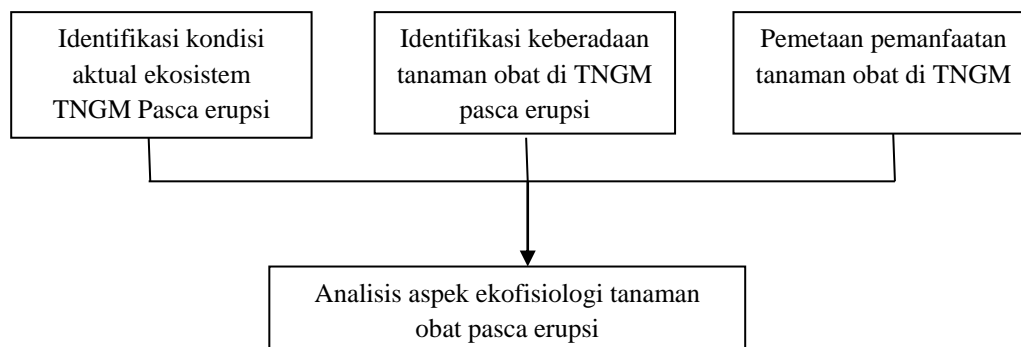 Identifikasi kondisi
aktual ekosistem
TNGM Pasca erupsi
Identifikasi keberadaan
tanaman obat di TNGM
pasca erupsi
Pemetaan pemanfaatan
tanaman obat di TNGM
Analisis aspek ekofisiologi tanaman
obat pasca erupsi